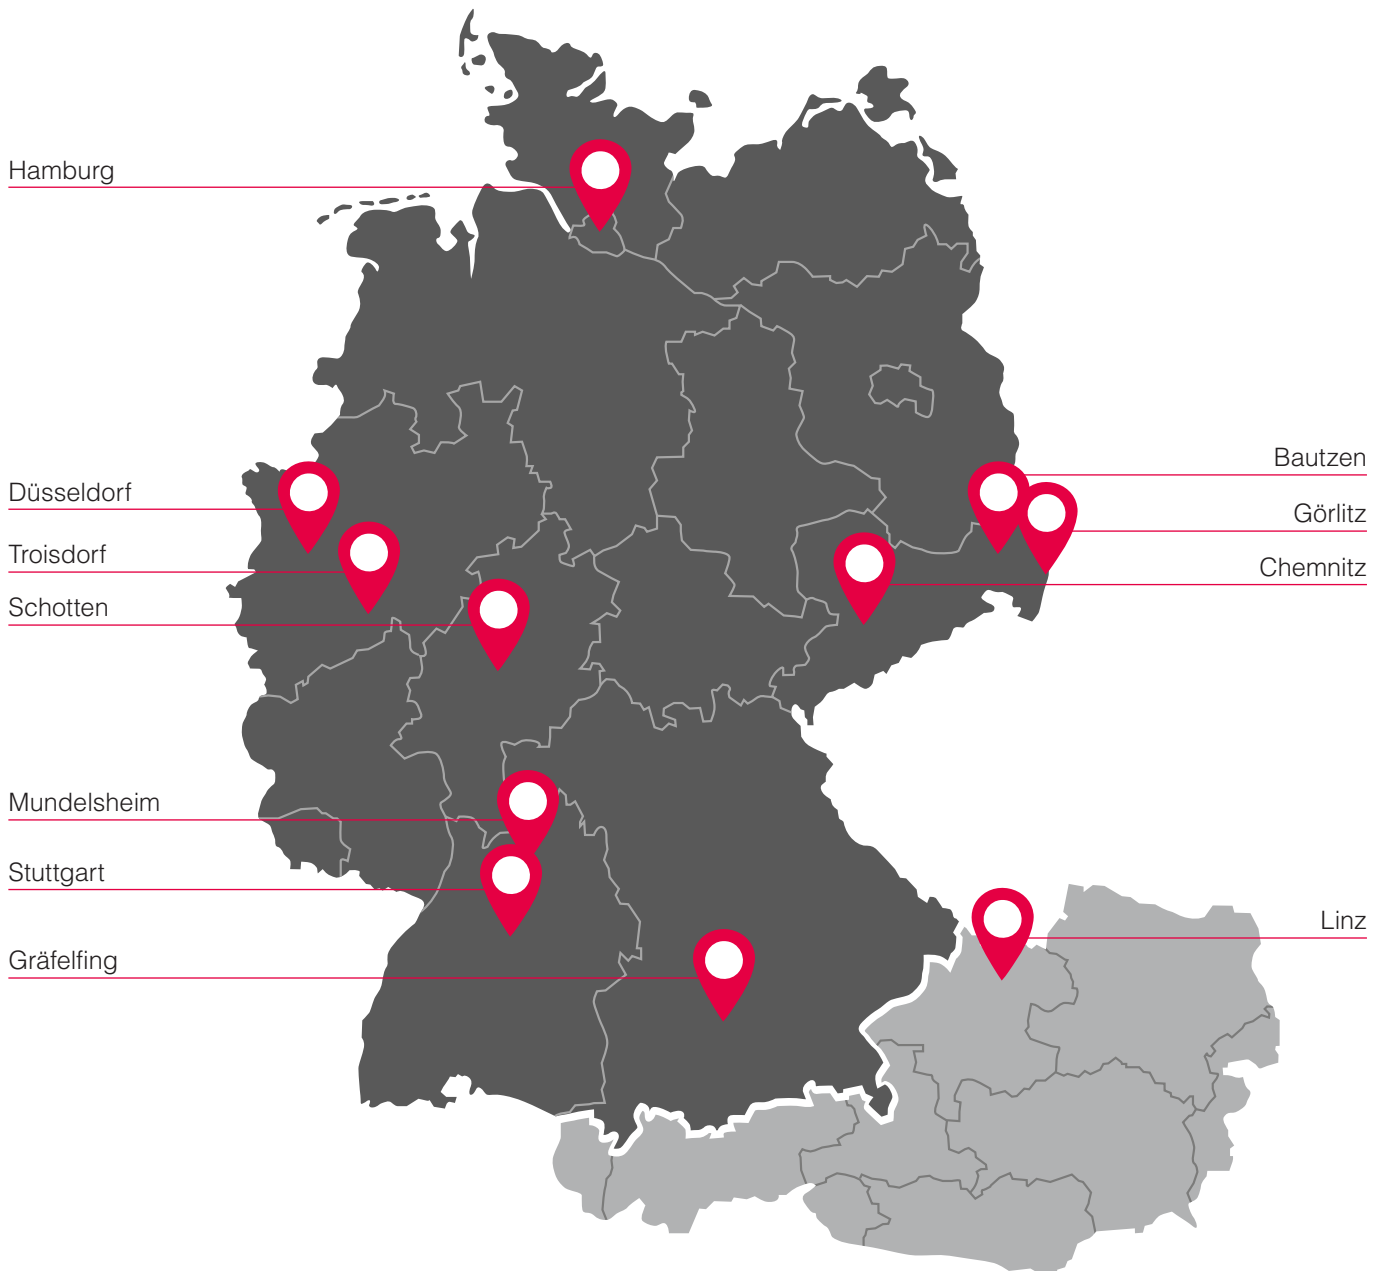 Hamburg
Düsseldorf
Troisdorf
Schotten
Mundelsheim
Stuttgart
Gräfelfing
Bautzen
Görlitz
Chemnitz
Linz